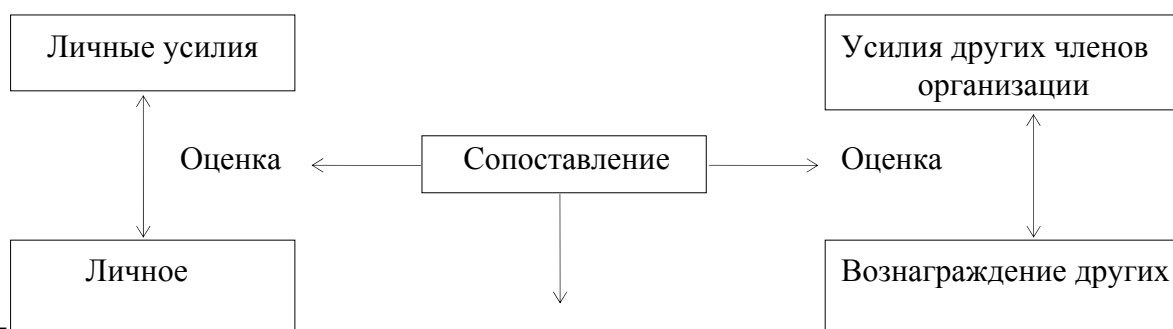 Личные усилия
Усилия других членов
организации
Оценка
Сопоставление
Оценка
Личное
Вознаграждение других